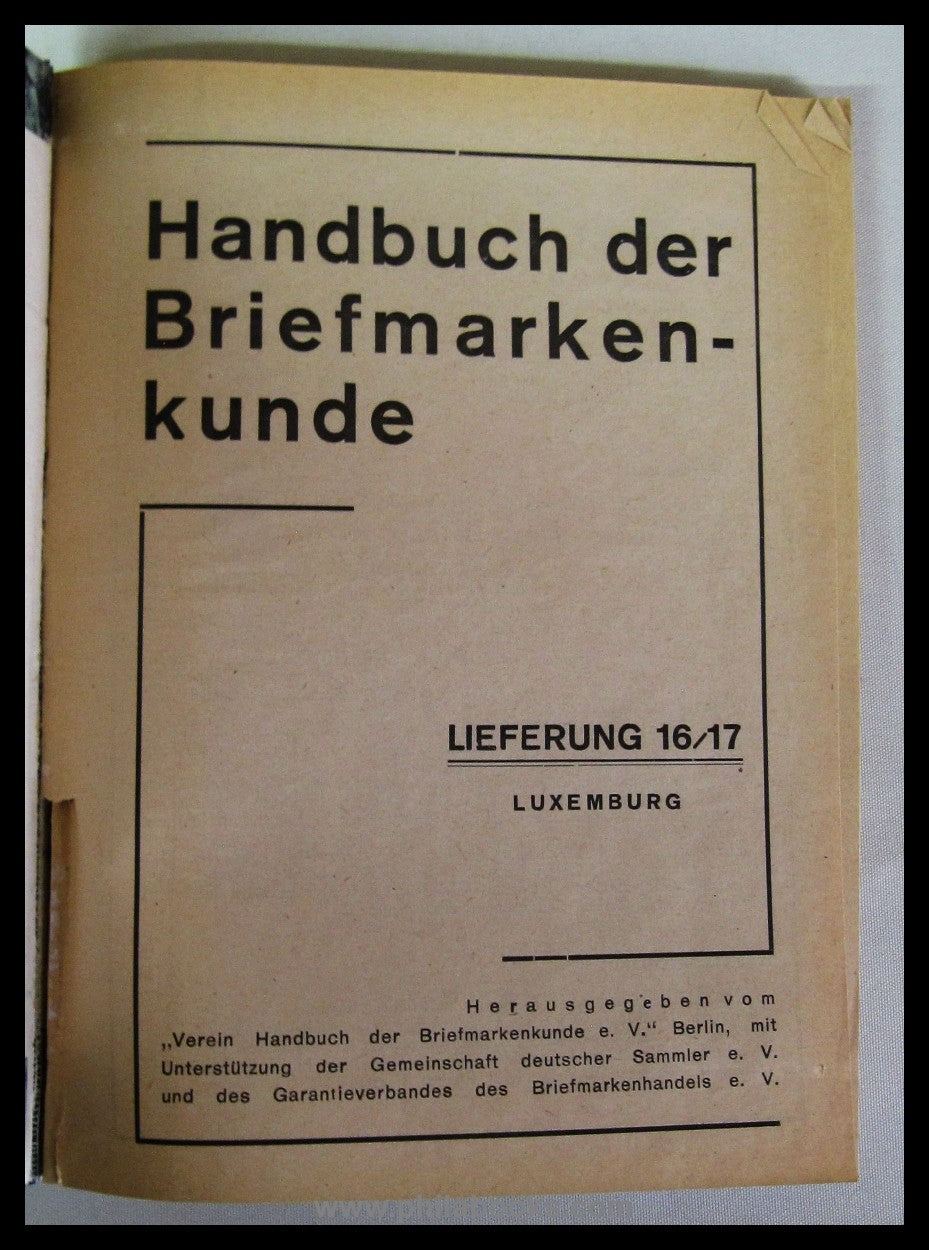 Handbuch der
Briefmarken-
kunde
LIEFERUNG 16/17
LUXEMBURG
Herausgegeben vom
„Verein Handbuch der Briefmarkenkunde e. V.“ Berlin, mit
Unterstützung der Gemeinschaft deutscher Sammler e. V.
und des Garantieverbandes des Briefmarkenhandels e. V.